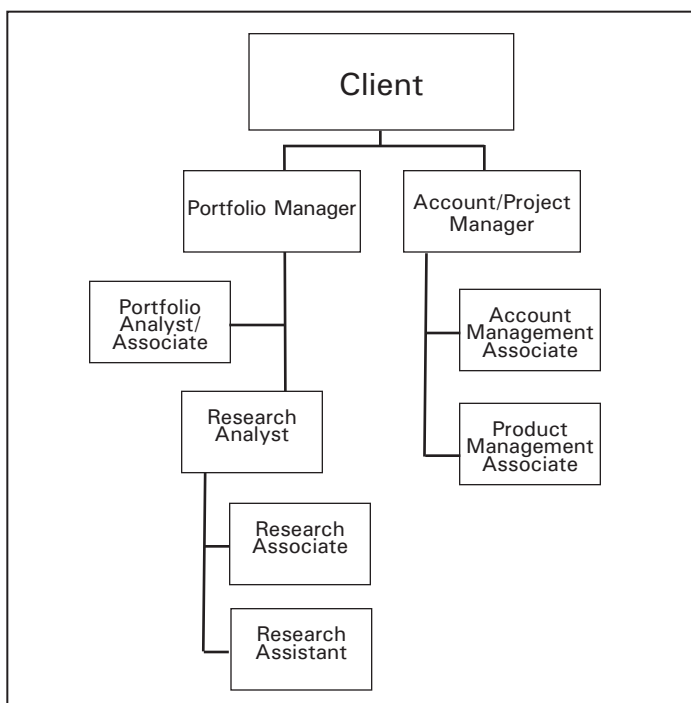 Client
Portfolio Manager
Account/Project
Manager
Portfolio
Analyst/
Associate
Account
Management
Associate
Research
Analyst
Product
Management
Associate
Research
Associate
Research
Assistant